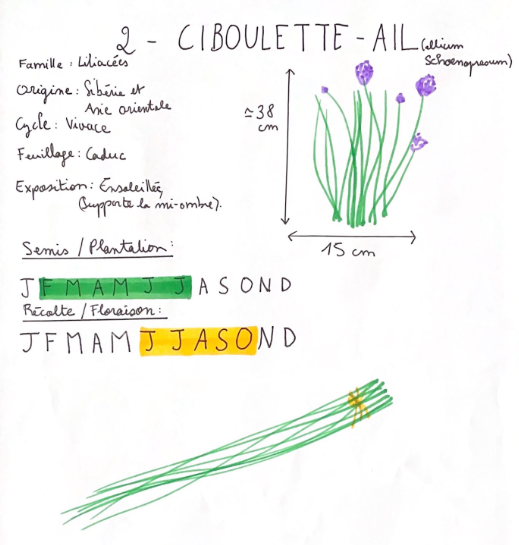 2 - CIBOULETTE - AIL (allium
schoenoprasum)
Famille : Liliacées
Origine : Sibérie et
Asie orientale
Cycle : Vivace
Feuillage : Caduc
Exposition : Ensoleillée,
(supporte la mi-ombre).
≃ 38
cm
15 cm
Semis / Plantation :
J F M A M J J A S O N D
Récolte / Floraison :
J F M A M J J A S O N D